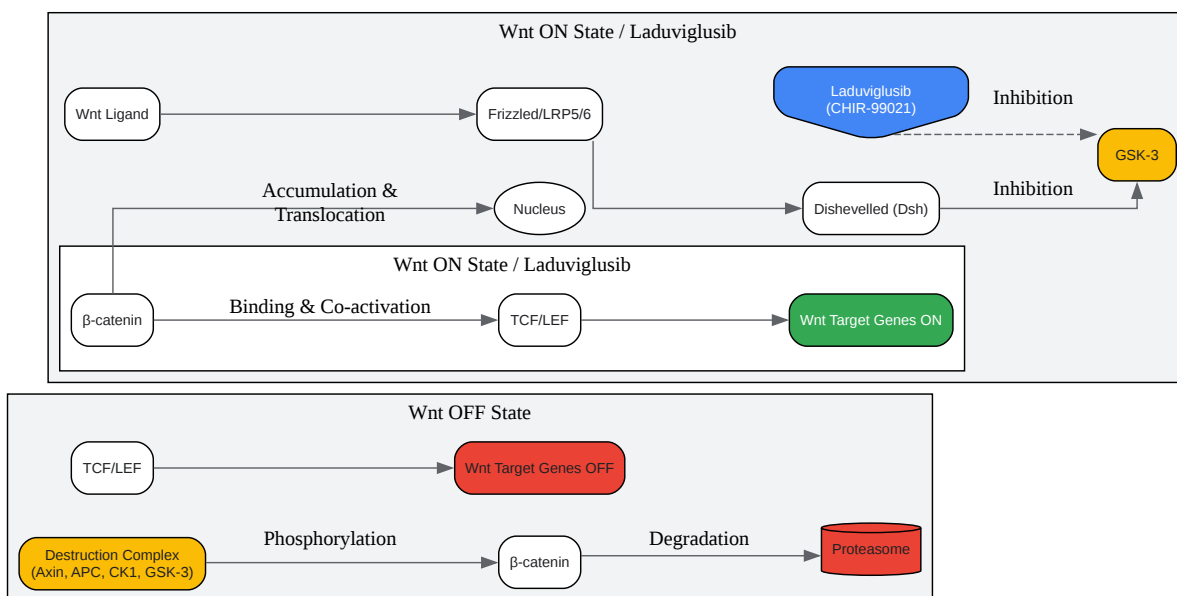 Wnt ON State / Laduviglusib
Wnt Ligand
Frizzled/LRP5/6
Laduviglusib
(CHIR-99021)
Inhibition
GSK-3
Accumulation &
Translocation
Nucleus
Dishevelled (Dsh)
Inhibition
Wnt ON State / Laduviglusib
β-catenin
Binding & Co-activation
TCF/LEF
Wnt Target Genes ON
Wnt OFF State
TCF/LEF
Wnt Target Genes OFF
Destruction Complex
(Axin, APC, CK1, GSK-3)
Phosphorylation
β-catenin
Degradation
Proteasome